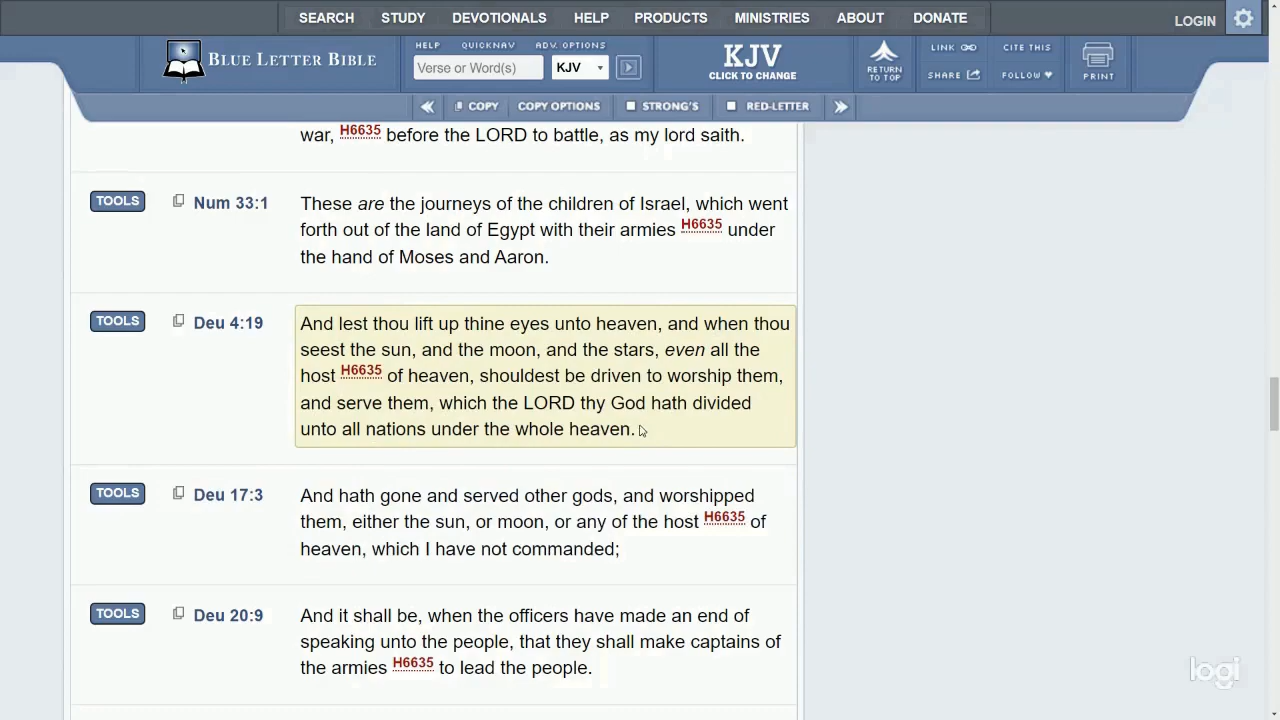 SEARCH STUDY DEVOTIONALS HELP PRODUCTS MINISTRIES ABOUT DONATE LOGIN
BLUE LETTER BIBLE
HELP QUICKNAV ADV. OPTIONS
Verse or Word(s) KJV
KJV
CLICK TO CHANGE
RETURN
TO TOP
LINK CITE THIS
SHARE FOLLOW
PRINT
COPY COPY OPTIONS STRONG'S RED-LETTER
war, H6635 before the LORD to battle, as my lord saith.
TOOLS Num 33:1 These are the journeys of the children of Israel, which went
forth out of the land of Egypt with their armies H6635 under
the hand of Moses and Aaron.
TOOLS Deu 4:19 And lest thou lift up thine eyes unto heaven, and when thou
seest the sun, and the moon, and the stars, even all the
host H6635 of heaven, shouldest be driven to worship them,
and serve them, which the LORD thy God hath divided
unto all nations under the whole heaven.
TOOLS Deu 17:3 And hath gone and served other gods, and worshipped
them, either the sun, or moon, or any of the host H6635 of
heaven, which I have not commanded;
TOOLS Deu 20:9 And it shall be, when the officers have made an end of
speaking unto the people, that they shall make captains of
the armies H6635 to lead the people.
logi